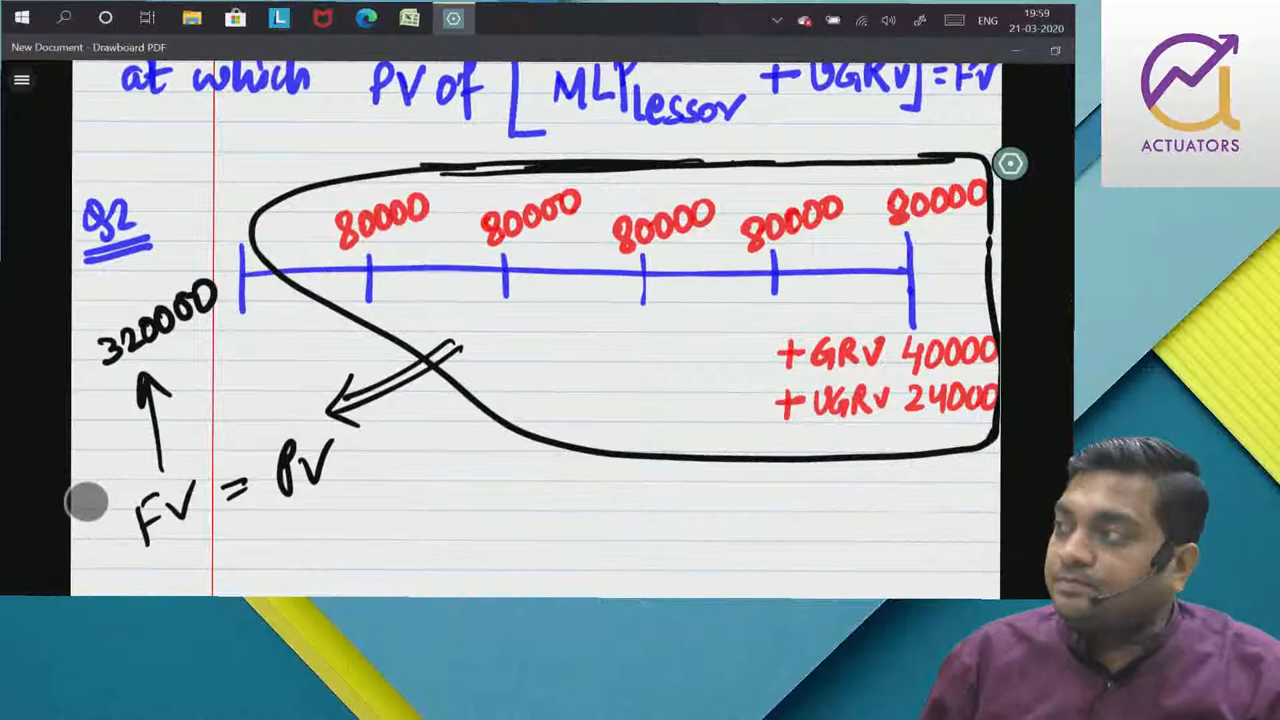 19:59
ENG
21-03-2020
New Document - Drawboard PDF
at which PV of [ MLP lessor + UGRV] = FV
ACTUATORS
Q2
80000 80000 80000 80000 80000
320000
+ GRV 40000
+ UGRV 24000
FV = PV